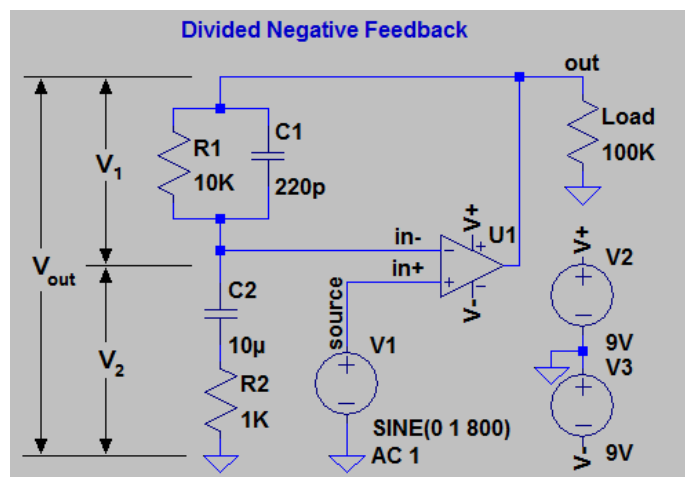 Divided Negative Feedback
out
V1
Vout
V2
R1
10K
C1
220p
Load
100K
in-
in+
V+
U1
V-
C2
10µ
R2
1K
source
V1
SINE(0 1 800)
AC 1
V+
V2
9V
V3
9V
V-